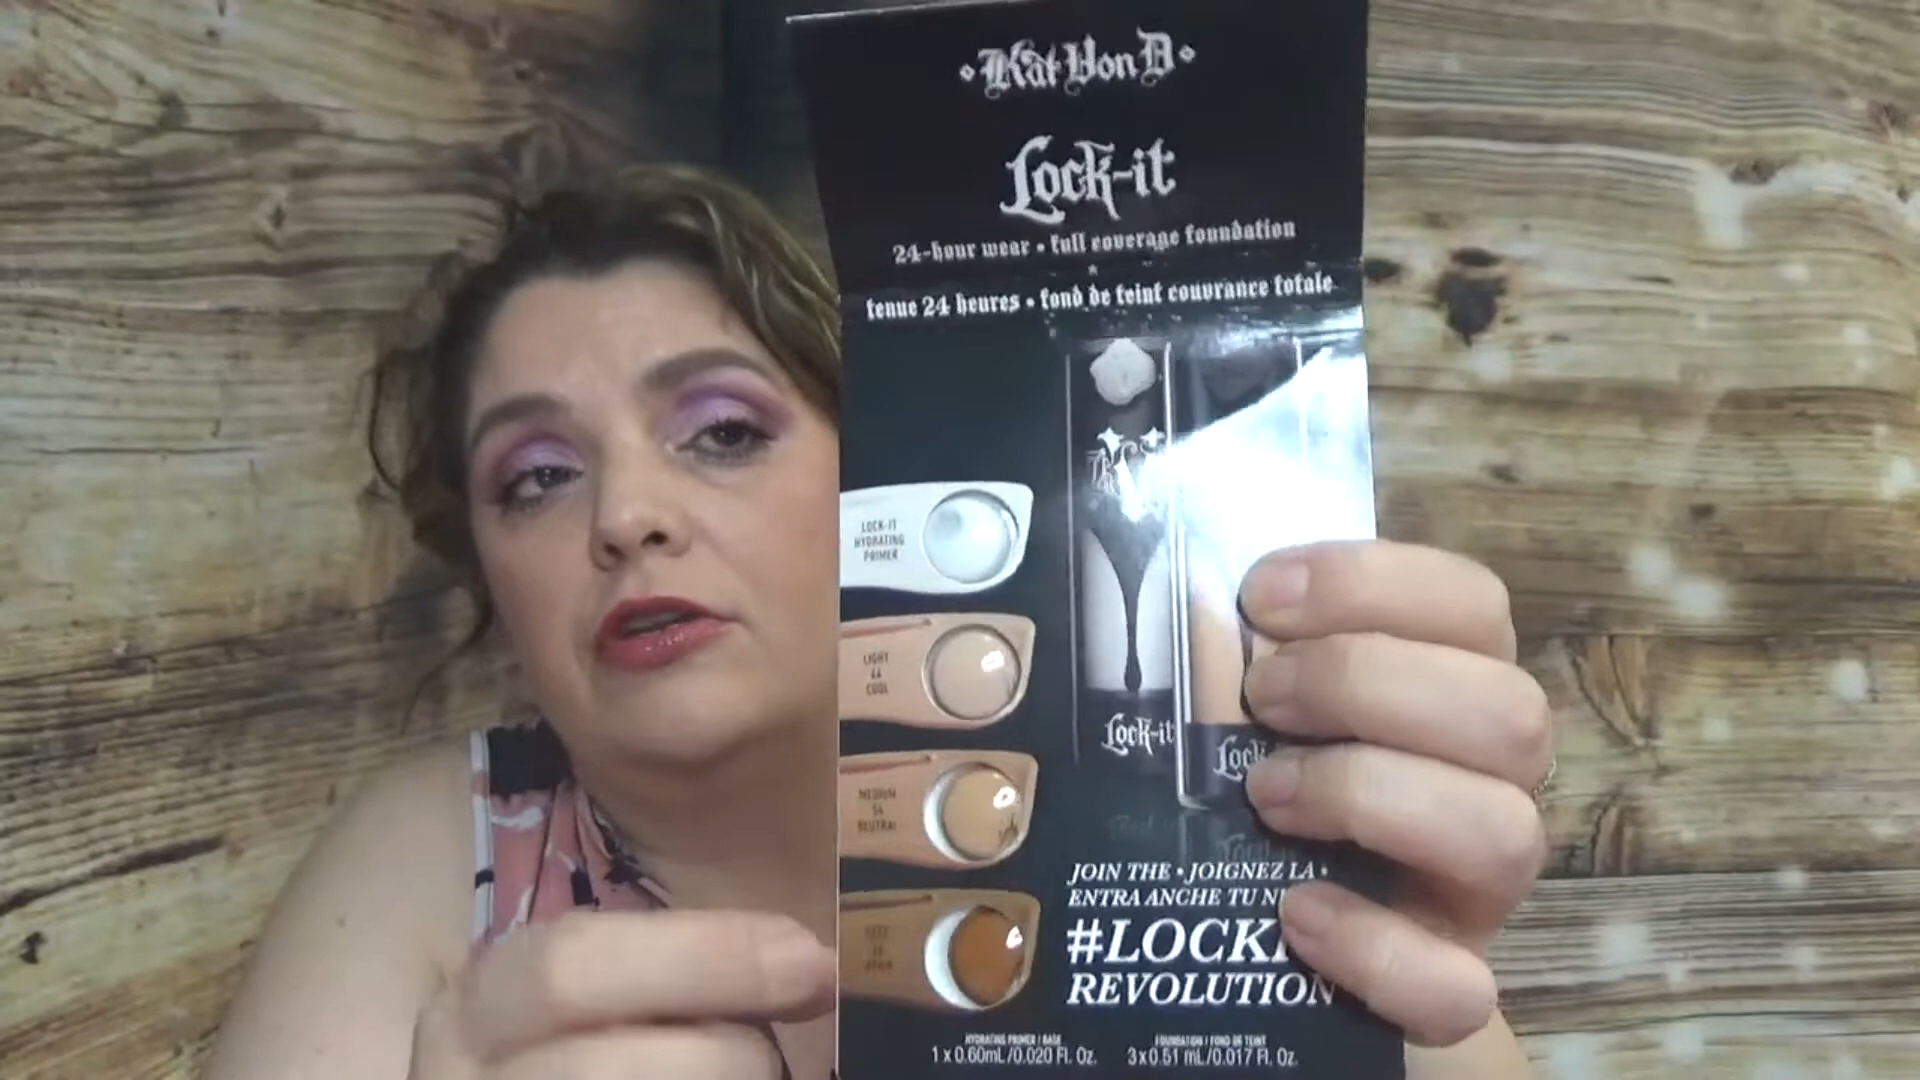 Kat Von D
Lock-it
24-hour wear • full coverage foundation
tenue 24 heures • fond de teint couvrance totale
LOCK-IT
HYDRATING
PRIMER
LIGHT
44
COOL
MEDIUM
54
NEUTRAL
Lock-it
Lock
JOIN THE • JOIGNEZ LA •
ENTRA ANCHE TU
#LOCK
REVOLUTION
HYDRATING PRIMER / BASE
1 x 0.60mL/0.020 Fl. Oz.
FOUNDATION / FOND DE TEINT
3x0.51 mL/0.017 Fl. Oz.